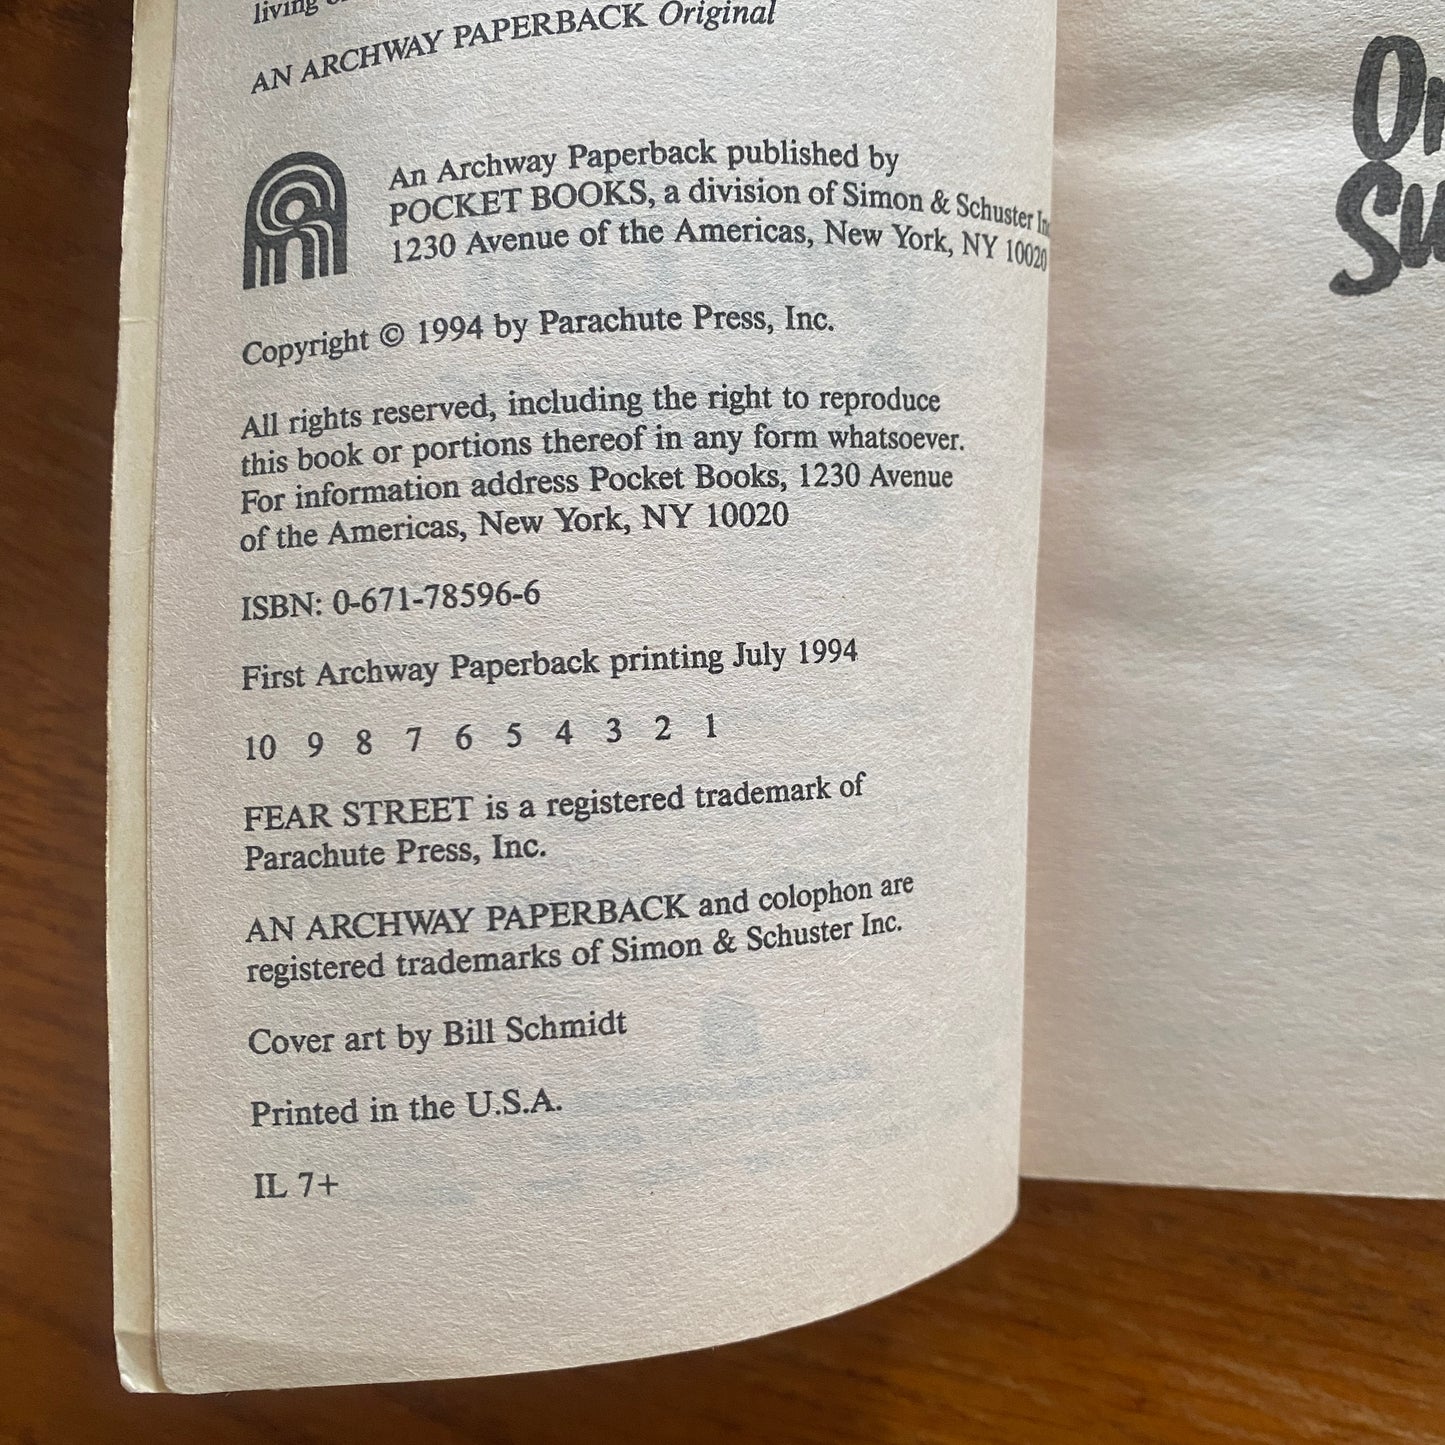 living
AN ARCHWAY PAPERBACK Original
An Archway Paperback published by
POCKET BOOKS, a division of Simon & Schuster
1230 Avenue of the Americas, New York, NY 10020
Copyright © 1994 by Parachute Press, Inc.
All rights reserved, including the right to reproduce
this book or portions thereof in any form whatsoever.
For information address Pocket Books, 1230 Avenue
of the Americas, New York, NY 10020
ISBN: 0-671-78596-6
First Archway Paperback printing July 1994
10 9 8 7 6 5 4 3 2 1
FEAR STREET is a registered trademark of
Parachute Press, Inc.
AN ARCHWAY PAPERBACK and colophon are
registered trademarks of Simon & Schuster Inc.
Cover art by Bill Schmidt
Printed in the U.S.A.
IL 7+